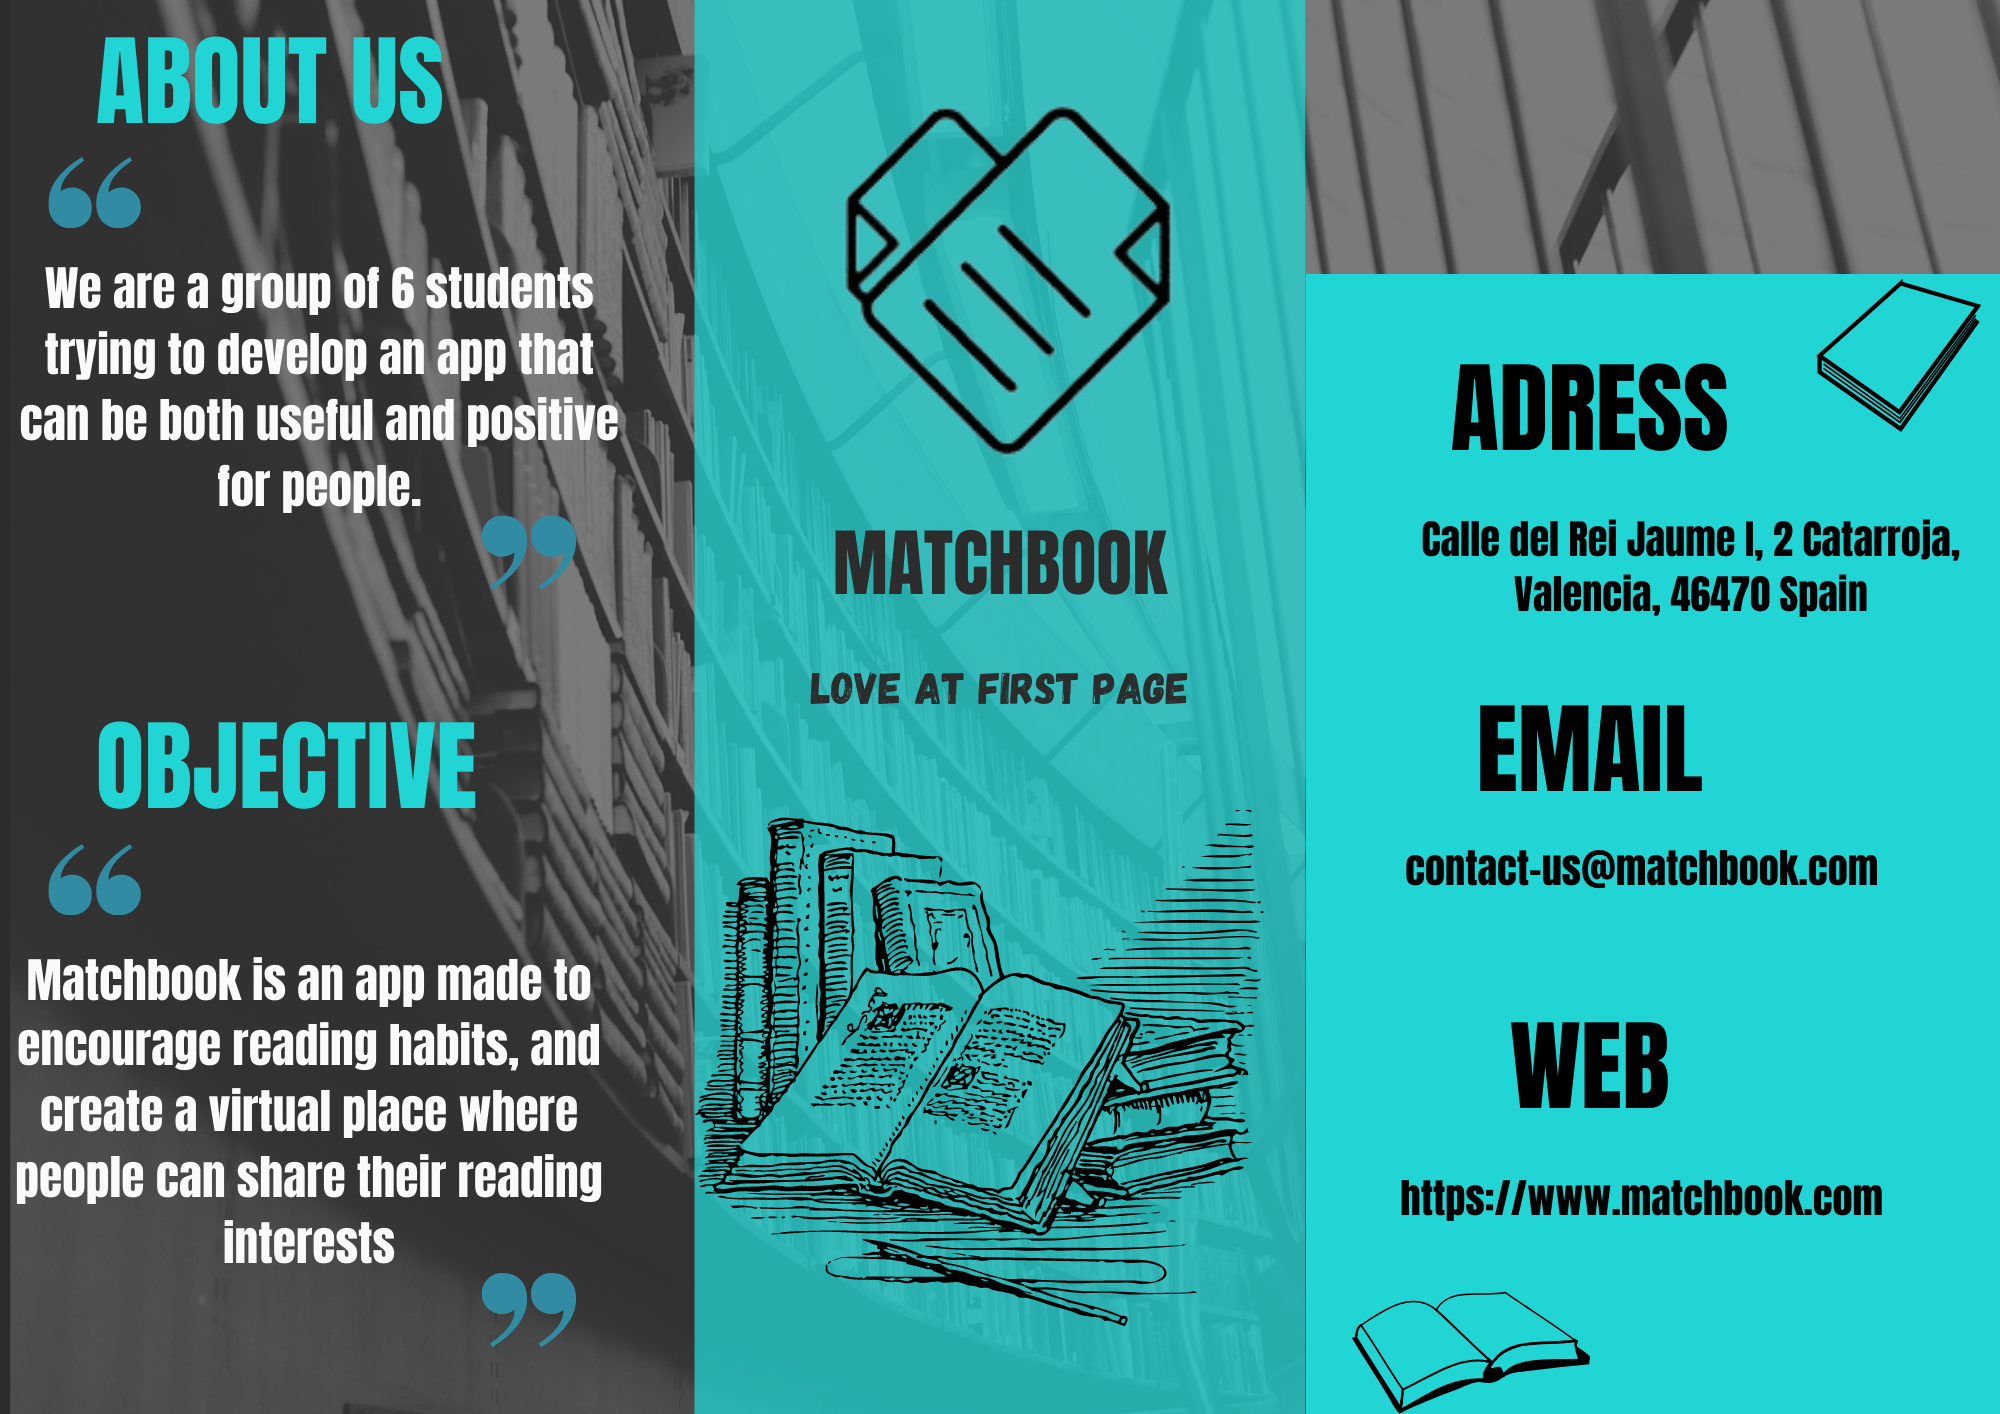 ABOUT US
“
We are a group of 6 students
trying to develop an app that
can be both useful and positive
for people.
”
OBJECTIVE
“
Matchbook is an app made to
encourage reading habits, and
create a virtual place where
people can share their reading
interests
”
MATCHBOOK
LOVE AT FIRST PAGE
ADRESS
Calle del Rei Jaume I, 2 Catarroja,
Valencia, 46470 Spain
EMAIL
contact-us@matchbook.com
WEB
https://www.matchbook.com